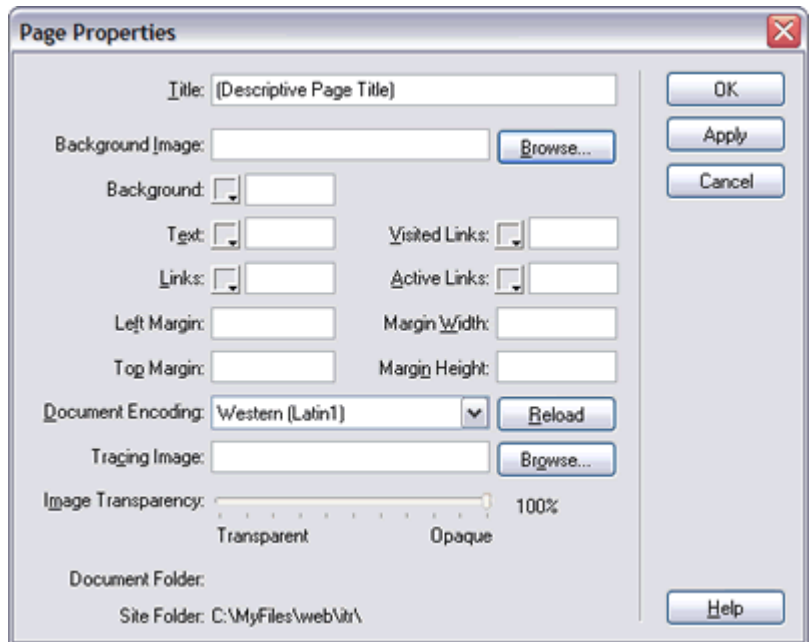 Page Properties
Title: (Descriptive Page Title)
OK
Background Image: Browse...
Apply
Background:
Cancel
Text: Visited Links:
Links: Active Links:
Left Margin: Margin Width:
Top Margin: Margin Height:
Document Encoding: Western (Latin1) Reload
Tracing Image: Browse...
Image Transparency: 100%
Transparent Opaque
Document Folder:
Site Folder: C:\MyFiles\web\itr\
Help